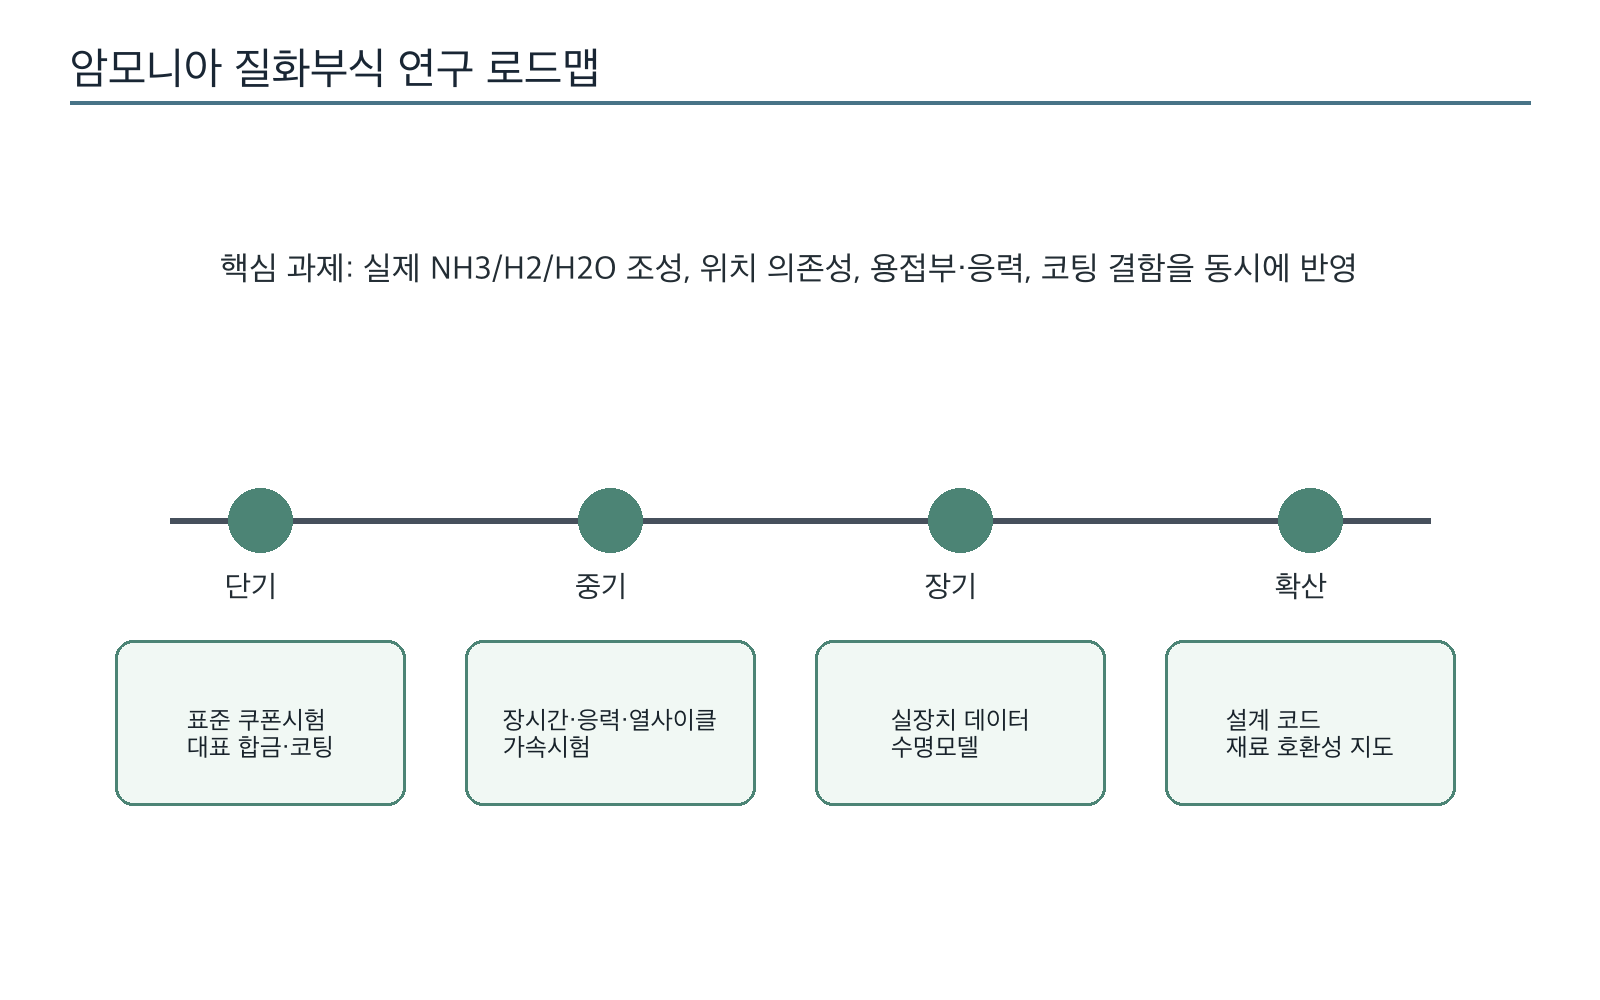 암모니아 질화부식 연구 로드맵
핵심 과제: 실제 NH3/H2/H2O 조성, 위치 의존성, 용접부·응력, 코팅 결함을 동시에 반영
단기
중기
장기
확산
표준 쿠폰시험
대표 합금·코팅
장시간·응력·열사이클
가속시험
실장치 데이터
수명모델
설계 코드
재료 호환성 지도